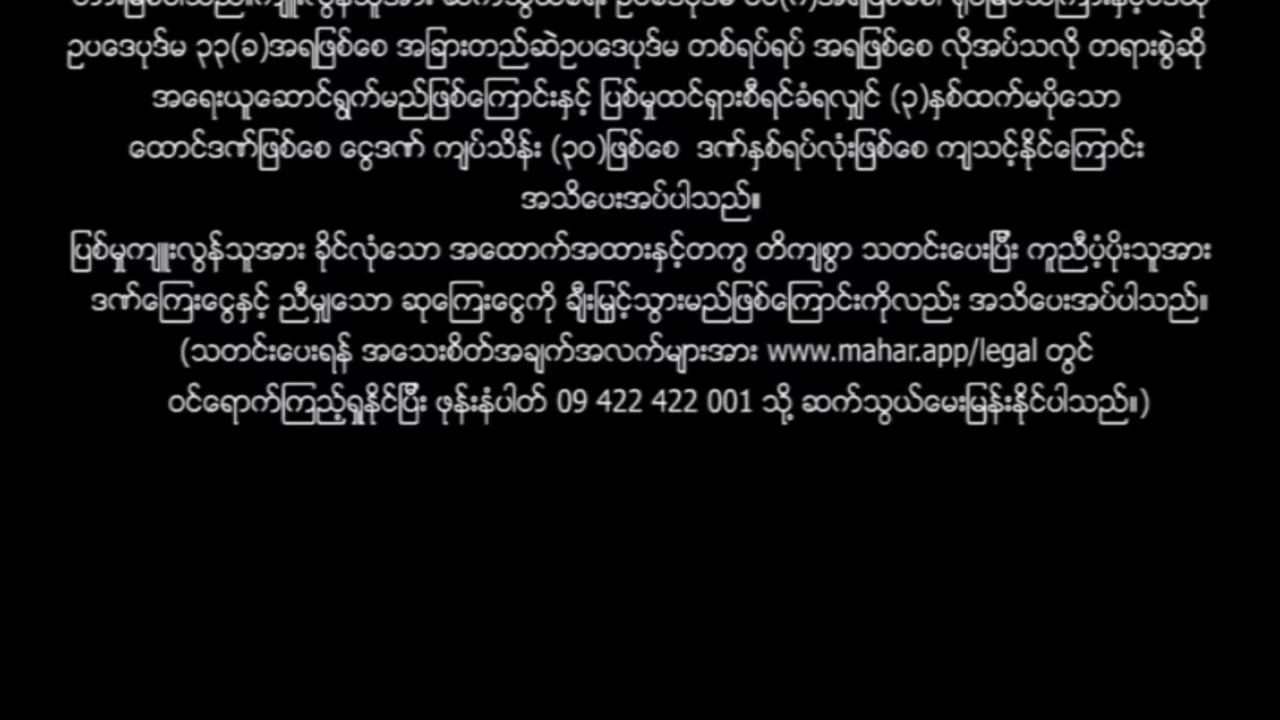 ဥပဒေပုဒ်မ ၃၃(ခ)အရဖြစ်စေ အခြားတည်ဆဲဥပဒေပုဒ်မ တစ်ရပ်ရပ် အရဖြစ်စေ လိုအပ်သလို တရားစွဲဆို
အရေးယူဆောင်ရွက်မည်ဖြစ်ကြောင်းနှင့် ပြစ်မှုထင်ရှားစီရင်ခံရလျှင် (၃)နှစ်ထက်မပိုသော
ထောင်ဒဏ်ဖြစ်စေ ငွေဒဏ် ကျပ်သိန်း (၃၀)ဖြစ်စေ ဒဏ်နှစ်ရပ်လုံးဖြစ်စေ ကျသင့်နိုင်ကြောင်း
အသိပေးအပ်ပါသည်။
ပြစ်မှုကျူးလွန်သူအား ခိုင်လုံသော အထောက်အထားနှင့်တကွ တိကျစွာ သတင်းပေးပြီး ကူညီပံ့ပိုးသူအား
ဒဏ်ကြေးငွေနှင့် ညီမျှသော ဆုကြေးငွေကို ချီးမြှင့်သွားမည်ဖြစ်ကြောင်းကိုလည်း အသိပေးအပ်ပါသည်။
(သတင်းပေးရန် အသေးစိတ်အချက်အလက်များအား www.mahar.app/legal တွင်
ဝင်ရောက်ကြည့်ရှုနိုင်ပြီး ဖုန်းနံပါတ် 09 422 422 001 သို့ ဆက်သွယ်မေးမြန်းနိုင်ပါသည်။)